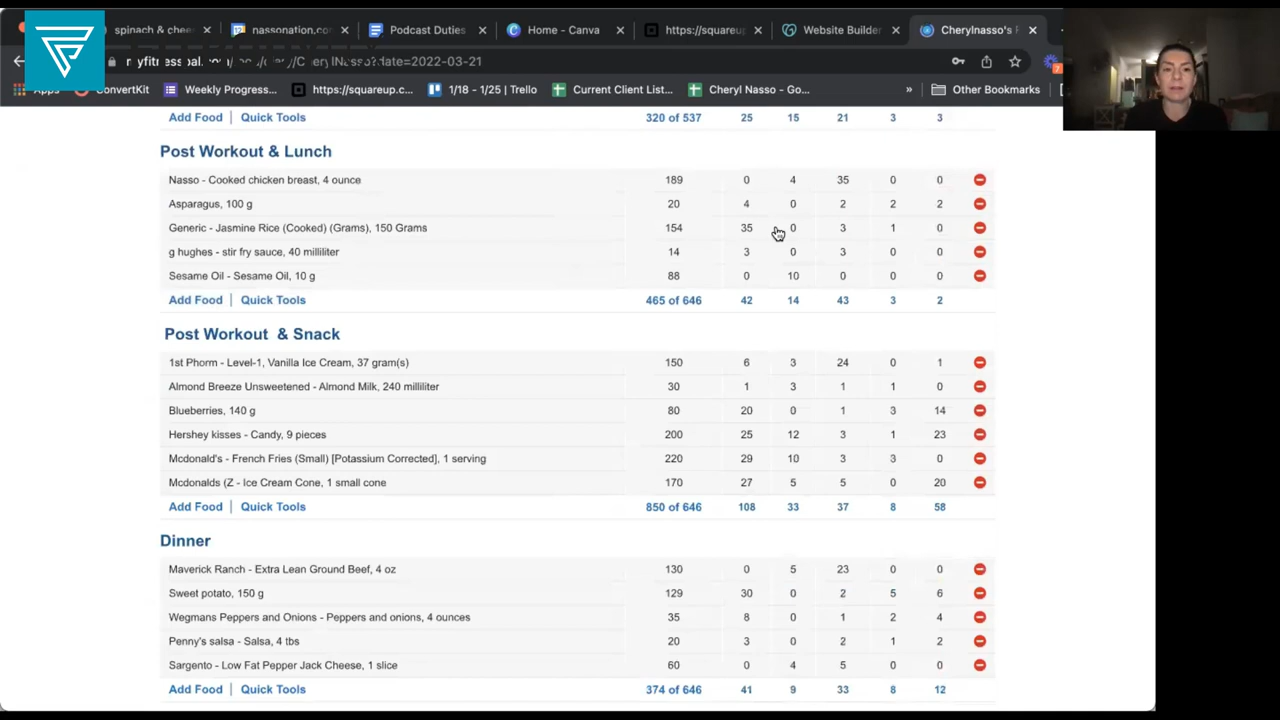 spinach & chee
nassonation.co
Podcast Duties
Home - Canva
https://squareup
Website Builder
Cherylnasso's F
myfitnesspal.com/ /CherylNasso?date=2022-03-21
Apps
ConvertKit
Weekly Progress...
https://squareup.c...
1/18 - 1/25 | Trello
Current Client List...
Cheryl Nasso - Go...
»
Other Bookmarks
Add Food | Quick Tools 320 of 537 25 15 21 3 3
Post Workout & Lunch
Nasso - Cooked chicken breast, 4 ounce 189 0 4 35 0 0
Asparagus, 100 g 20 4 0 2 2 2
Generic - Jasmine Rice (Cooked) (Grams), 150 Grams 154 35 0 3 1 0
g hughes - stir fry sauce, 40 milliliter 14 3 0 3 0 0
Sesame Oil - Sesame Oil, 10 g 88 0 10 0 0 0
Add Food | Quick Tools 465 of 646 42 14 43 3 2
Post Workout & Snack
1st Phorm - Level-1, Vanilla Ice Cream, 37 gram(s) 150 6 3 24 0 1
Almond Breeze Unsweetened - Almond Milk, 240 milliliter 30 1 3 1 1 0
Blueberries, 140 g 80 20 0 1 3 14
Hershey kisses - Candy, 9 pieces 200 25 12 3 1 23
Mcdonald's - French Fries (Small) [Potassium Corrected], 1 serving 220 29 10 3 3 0
Mcdonalds (Z - Ice Cream Cone, 1 small cone 170 27 5 5 0 20
Add Food | Quick Tools 850 of 646 108 33 37 8 58
Dinner
Maverick Ranch - Extra Lean Ground Beef, 4 oz 130 0 5 23 0 0
Sweet potato, 150 g 129 30 0 2 5 6
Wegmans Peppers and Onions - Peppers and onions, 4 ounces 35 8 0 1 2 4
Penny's salsa - Salsa, 4 tbs 20 3 0 2 1 2
Sargento - Low Fat Pepper Jack Cheese, 1 slice 60 0 4 5 0 0
Add Food | Quick Tools 374 of 646 41 9 33 8 12